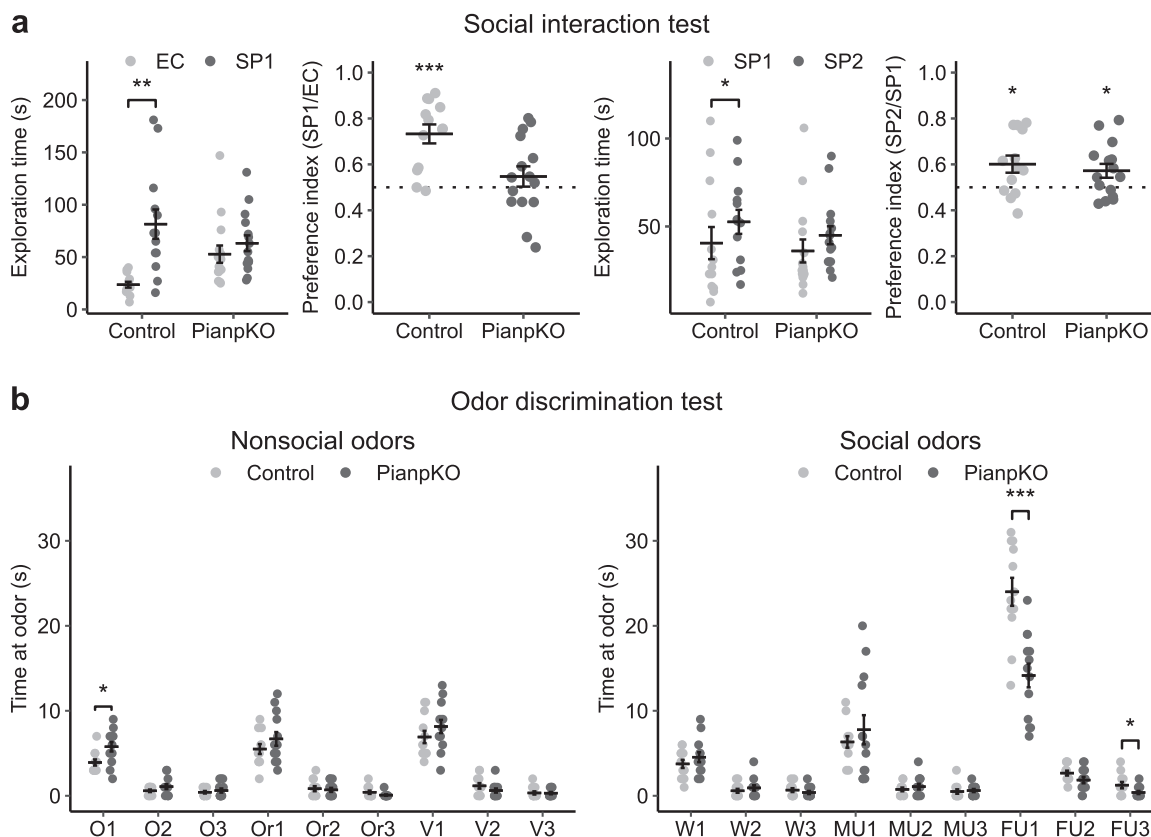 a
Social interaction test
EC SP1
**
Exploration time (s)
200
150
100
50
0
Control PianpKO
***
Preference index (SP1/EC)
1.0
0.8
0.6
0.4
0.2
0.0
Control PianpKO
SP1 SP2
*
Exploration time (s)
100
50
Control PianpKO
* *
Preference index (SP2/SP1)
1.0
0.8
0.6
0.4
0.2
0.0
Control PianpKO
b
Odor discrimination test
Nonsocial odors
Control PianpKO
*
Time at odor (s)
30
20
10
0
O1 O2 O3 Or1 Or2 Or3 V1 V2 V3
Social odors
Control PianpKO
***
*
Time at odor (s)
30
20
10
0
W1 W2 W3 MU1 MU2 MU3 FU1 FU2 FU3